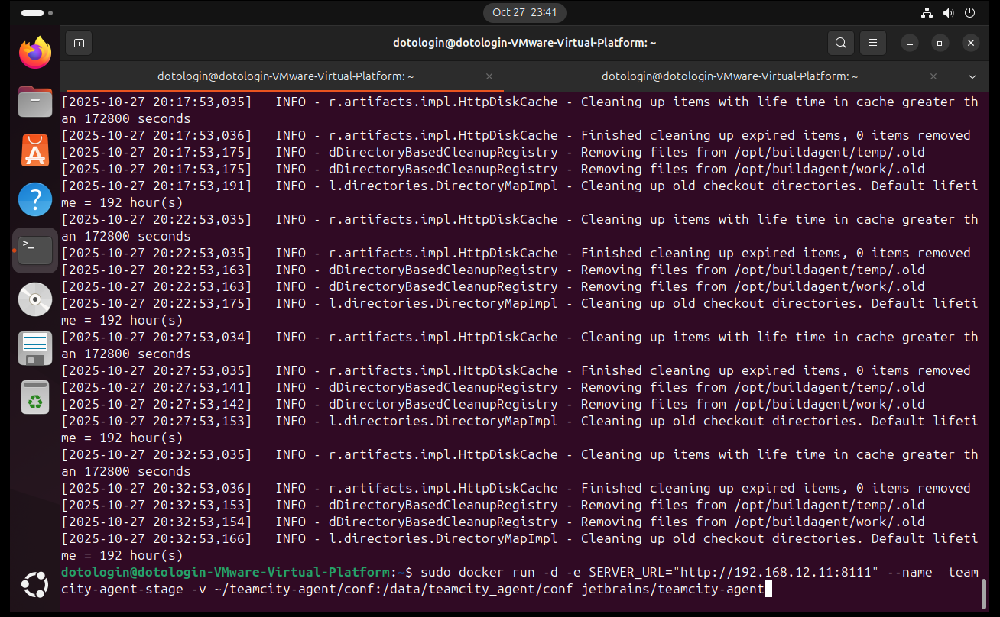 Oct 27 23:41
dotologin@dotologin-VMware-Virtual-Platform: ~
dotologin@dotologin-VMware-Virtual-Platform: ~
dotologin@dotologin-VMware-Virtual-Platform: ~
[2025-10-27 20:17:53,035]   INFO - r.artifacts.impl.HttpDiskCache - Cleaning up items with life time in cache greater th
an 172800 seconds
[2025-10-27 20:17:53,036]   INFO - r.artifacts.impl.HttpDiskCache - Finished cleaning up expired items, 0 items removed
[2025-10-27 20:17:53,175]   INFO - dDirectoryBasedCleanupRegistry - Removing files from /opt/buildagent/temp/.old
[2025-10-27 20:17:53,175]   INFO - dDirectoryBasedCleanupRegistry - Removing files from /opt/buildagent/work/.old
[2025-10-27 20:17:53,191]   INFO - l.directories.DirectoryMapImpl - Cleaning up old checkout directories. Default lifeti
me = 192 hour(s)
[2025-10-27 20:22:53,035]   INFO - r.artifacts.impl.HttpDiskCache - Cleaning up items with life time in cache greater th
an 172800 seconds
[2025-10-27 20:22:53,035]   INFO - r.artifacts.impl.HttpDiskCache - Finished cleaning up expired items, 0 items removed
[2025-10-27 20:22:53,163]   INFO - dDirectoryBasedCleanupRegistry - Removing files from /opt/buildagent/temp/.old
[2025-10-27 20:22:53,163]   INFO - dDirectoryBasedCleanupRegistry - Removing files from /opt/buildagent/work/.old
[2025-10-27 20:22:53,175]   INFO - l.directories.DirectoryMapImpl - Cleaning up old checkout directories. Default lifeti
me = 192 hour(s)
[2025-10-27 20:27:53,034]   INFO - r.artifacts.impl.HttpDiskCache - Cleaning up items with life time in cache greater th
an 172800 seconds
[2025-10-27 20:27:53,035]   INFO - r.artifacts.impl.HttpDiskCache - Finished cleaning up expired items, 0 items removed
[2025-10-27 20:27:53,141]   INFO - dDirectoryBasedCleanupRegistry - Removing files from /opt/buildagent/temp/.old
[2025-10-27 20:27:53,142]   INFO - dDirectoryBasedCleanupRegistry - Removing files from /opt/buildagent/work/.old
[2025-10-27 20:27:53,153]   INFO - l.directories.DirectoryMapImpl - Cleaning up old checkout directories. Default lifeti
me = 192 hour(s)
[2025-10-27 20:32:53,035]   INFO - r.artifacts.impl.HttpDiskCache - Cleaning up items with life time in cache greater th
an 172800 seconds
[2025-10-27 20:32:53,036]   INFO - r.artifacts.impl.HttpDiskCache - Finished cleaning up expired items, 0 items removed
[2025-10-27 20:32:53,153]   INFO - dDirectoryBasedCleanupRegistry - Removing files from /opt/buildagent/temp/.old
[2025-10-27 20:32:53,154]   INFO - dDirectoryBasedCleanupRegistry - Removing files from /opt/buildagent/work/.old
[2025-10-27 20:32:53,166]   INFO - l.directories.DirectoryMapImpl - Cleaning up old checkout directories. Default lifeti
me = 192 hour(s)
dotologin@dotologin-VMware-Virtual-Platform:~$ sudo docker run -d -e SERVER_URL="http://192.168.12.11:8111" --name  team
city-agent-stage -v ~/teamcity-agent/conf:/data/teamcity_agent/conf jetbrains/teamcity-agent